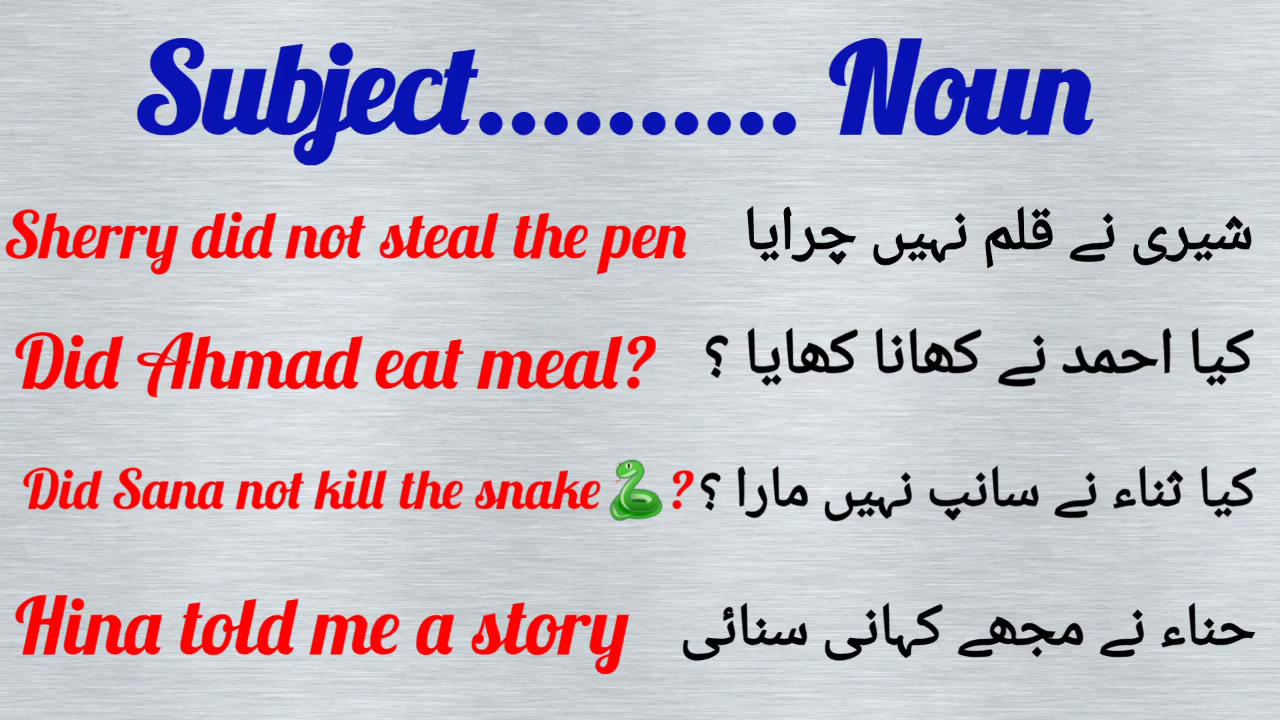 Subject.......... Noun
Sherry did not steal the pen شیری نے قلم نہیں چرایا
Did Ahmad eat meal? کیا احمد نے کھانا کھایا ؟
Did Sana not kill the snake🐍? کیا ثناء نے سانپ نہیں مارا ؟
Hina told me a story حناء نے مجھے کہانی سنائی